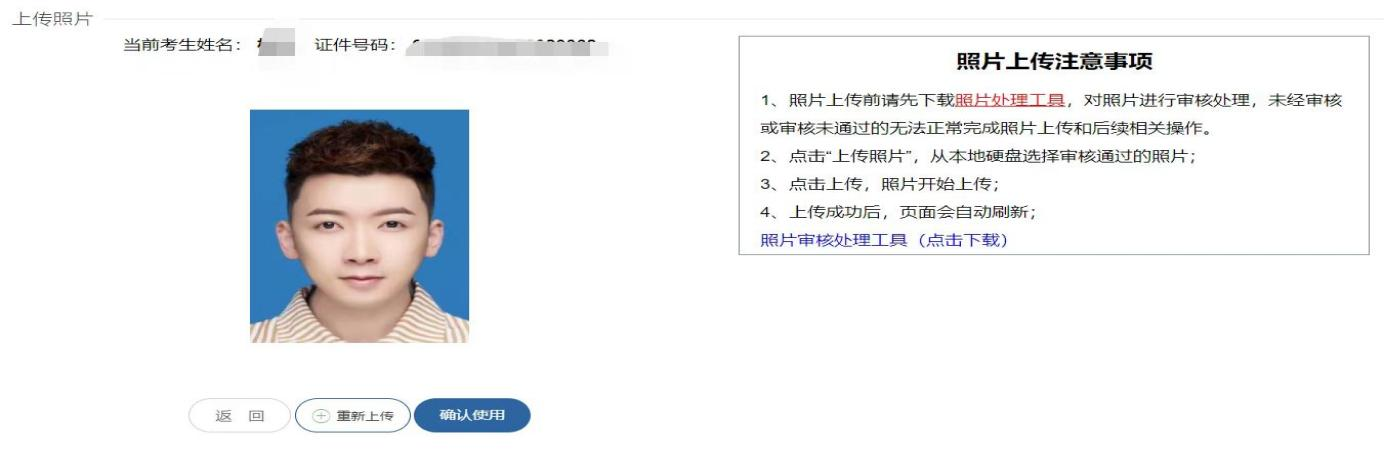 上传照片
当前考生姓名： 证件号码：
照片上传注意事项
1、照片上传前请先下载照片处理工具，对照片进行审核处理，未经审核
或审核未通过的无法正常完成照片上传和后续相关操作。
2、点击“上传照片”，从本地硬盘选择审核通过的照片；
3、点击上传，照片开始上传；
4、上传成功后，页面会自动刷新；
照片审核处理工具（点击下载）
返 回
重新上传
确认使用